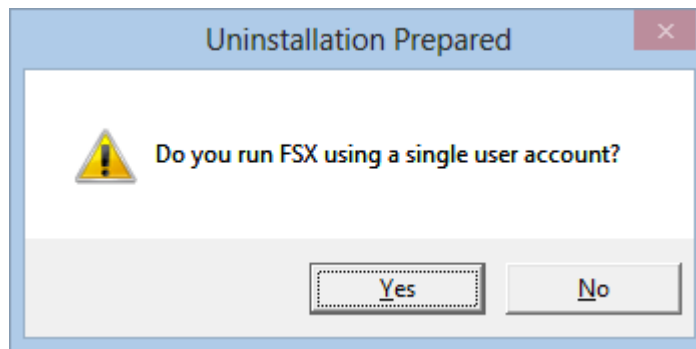 Uninstallation Prepared
Do you run FSX using a single user account?
Yes
No